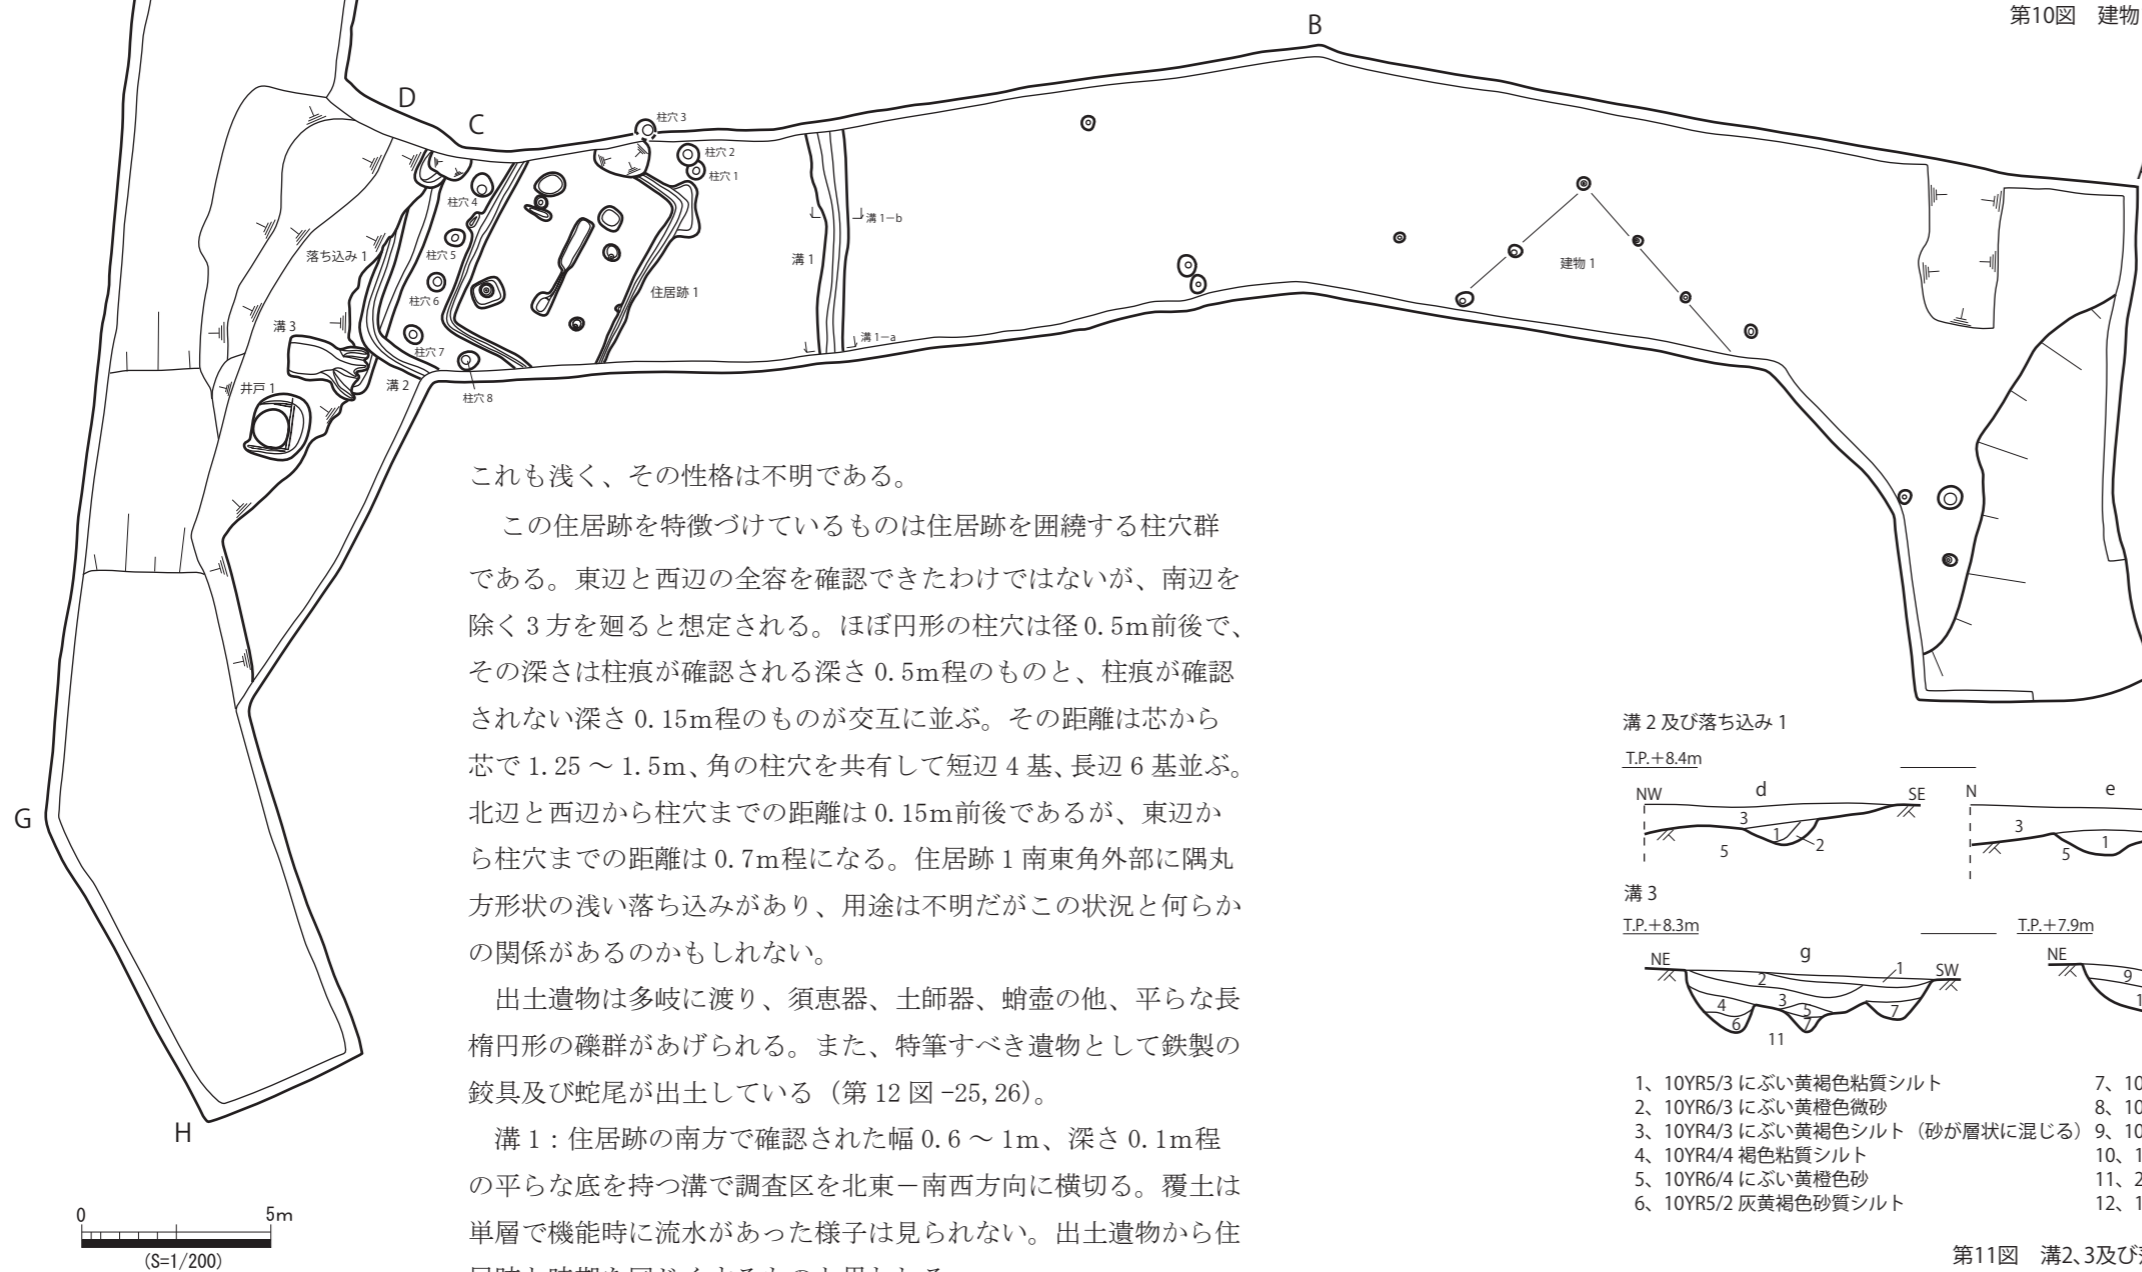 第10図　建物
B
D
C
柱穴 3
柱穴 2
柱穴 1
柱穴 4
溝 1－b
落ち込み 1
柱穴 5
溝 1
建物 1
住居跡 1
柱穴 6
溝 3
溝 1－a
柱穴 7
溝 2
井戸 1
柱穴 8
G
H
0 5m
(S=1/200)
これも浅く、その性格は不明である。
この住居跡を特徴づけているものは住居跡を囲繞する柱穴群
である。東辺と西辺の全容を確認できたわけではないが、南辺を
除く 3 方を廻ると想定される。ほぼ円形の柱穴は径 0.5m前後で、
その深さは柱痕が確認される深さ 0.5m程のものと、柱痕が確認
されない深さ 0.15m程のものが交互に並ぶ。その距離は芯から
芯で 1.25 ～ 1.5m、角の柱穴を共有して短辺 4 基、長辺 6 基並ぶ。
北辺と西辺から柱穴までの距離は 0.15m前後であるが、東辺か
ら柱穴までの距離は 0.7m程になる。住居跡 1 南東角外部に隅丸
方形状の浅い落ち込みがあり、用途は不明だがこの状況と何らか
の関係があるのかもしれない。
出土遺物は多岐に渡り、須恵器、土師器、蛸壺の他、平らな長
楕円形の礫群があげられる。また、特筆すべき遺物として鉄製の
鉸具及び蛇尾が出土している（第 12 図 -25, 26）。
溝 1：住居跡の南方で確認された幅 0.6 ～ 1m、深さ 0.1m程
の平らな底を持つ溝で調査区を北東－南西方向に横切る。覆土は
単層で機能時に流水があった様子は見られない。出土遺物から住
溝 2 及び落ち込み 1
T.P.+8.4m
NW d SE N e
3 1 2 5
3 5 1
溝 3
T.P.+8.3m T.P.+7.9m
NE g SW NE
1 2 3 4 5 6 7 7 11
9
1、10YR5/3 にぶい黄褐色粘質シルト 7、10
2、10YR6/3 にぶい黄橙色微砂 8、10
3、10YR4/3 にぶい黄褐色シルト（砂が層状に混じる） 9、10
4、10YR4/4 褐色粘質シルト 10、1
5、10YR6/4 にぶい黄橙色砂 11、2
6、10YR5/2 灰黄褐色砂質シルト 12、1
第11図　溝2、3及び